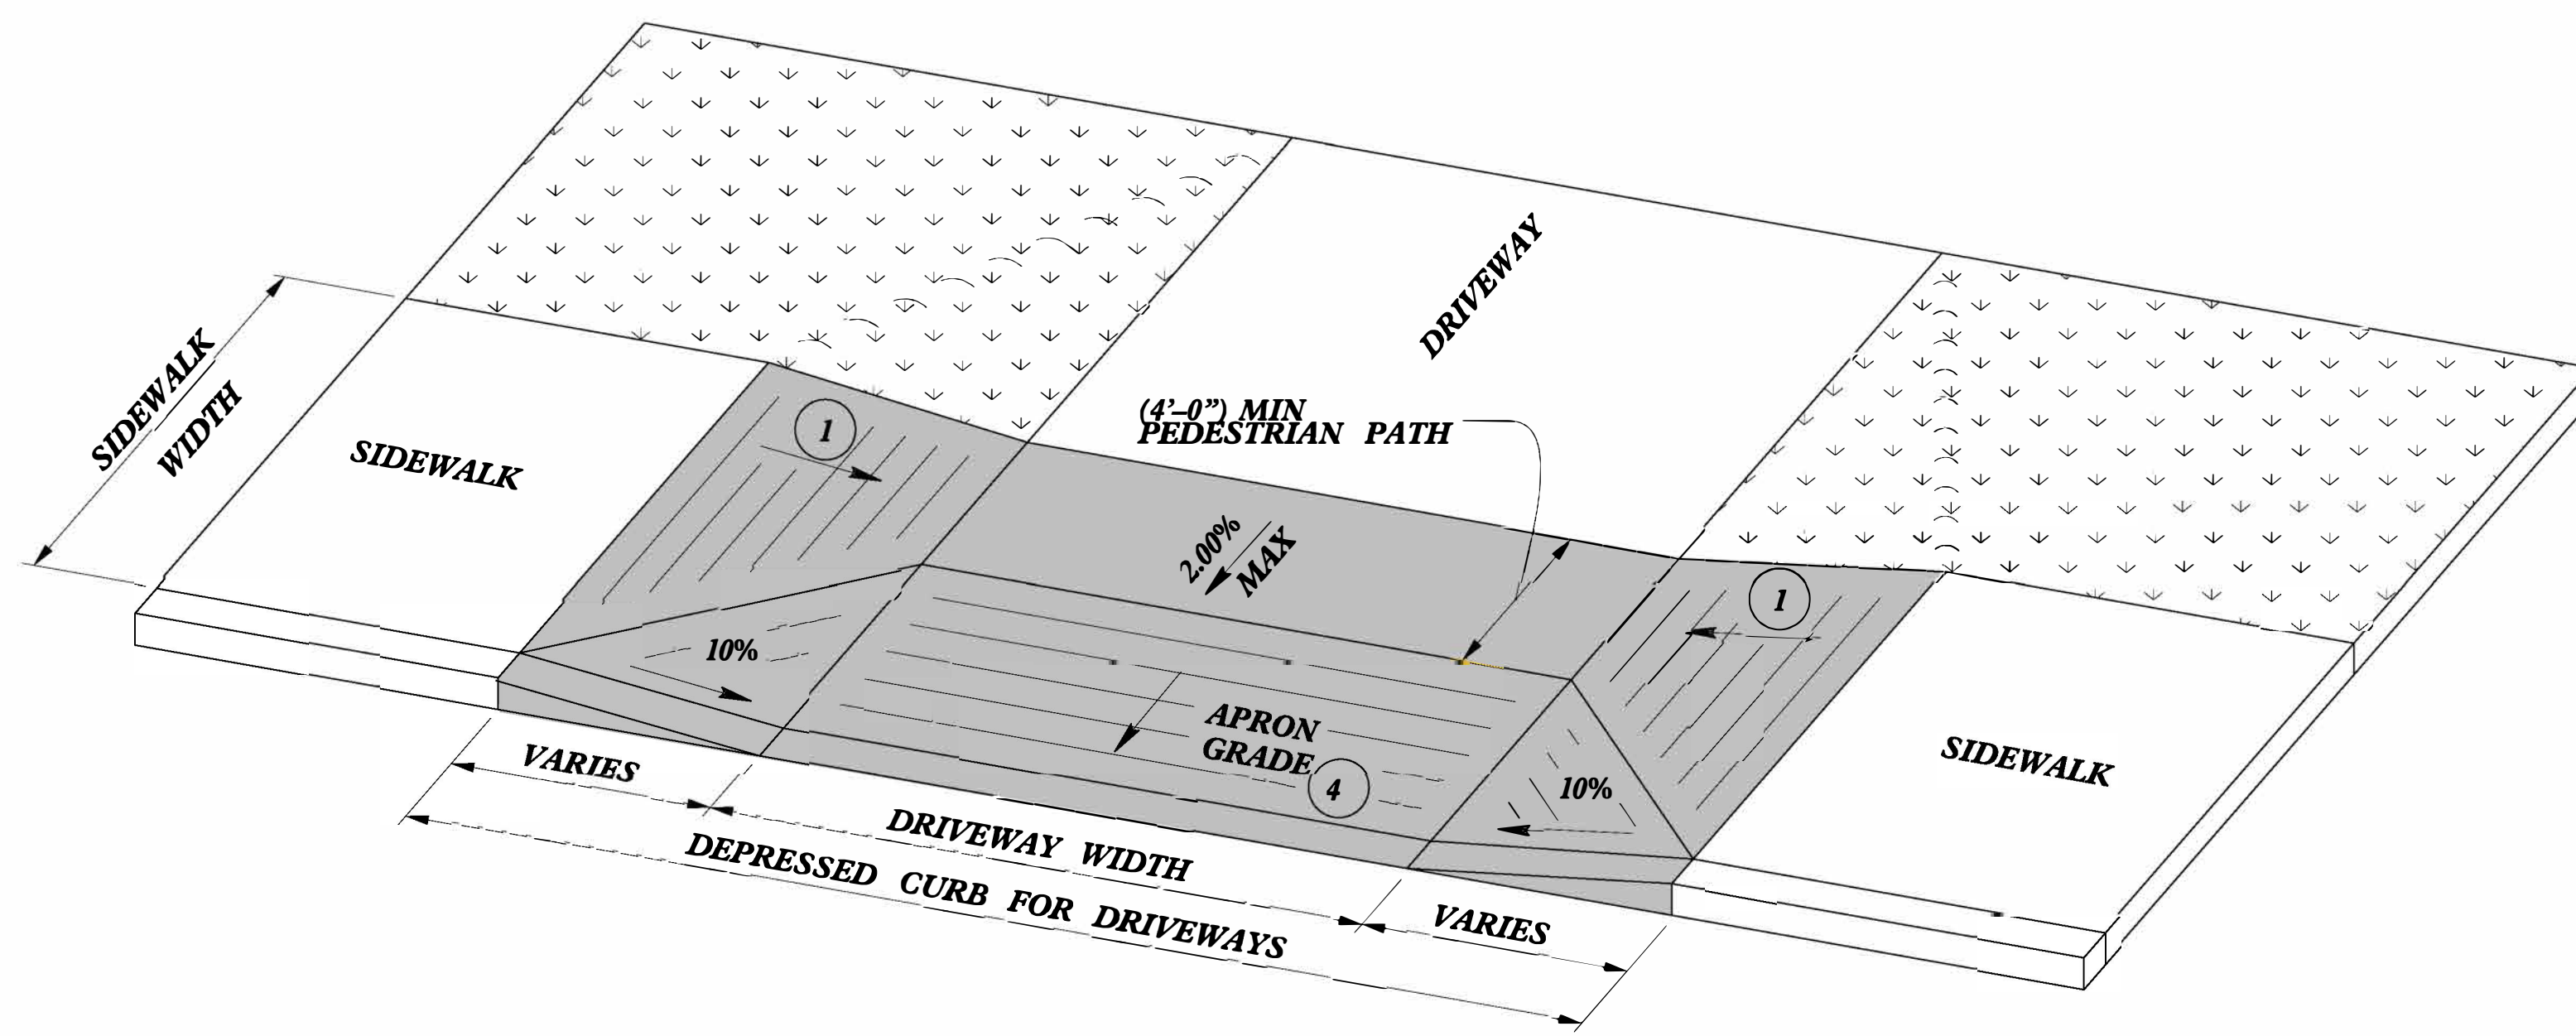 DRIVEWAY
SIDEWALK
WIDTH
SIDEWALK
1
(4'–0") MIN
PEDESTRIAN PATH
2.00%
MAX
1
10%
APRON
GRADE
4
10%
SIDEWALK
VARIES
DRIVEWAY WIDTH
VARIES
DEPRESSED CURB FOR DRIVEWAYS